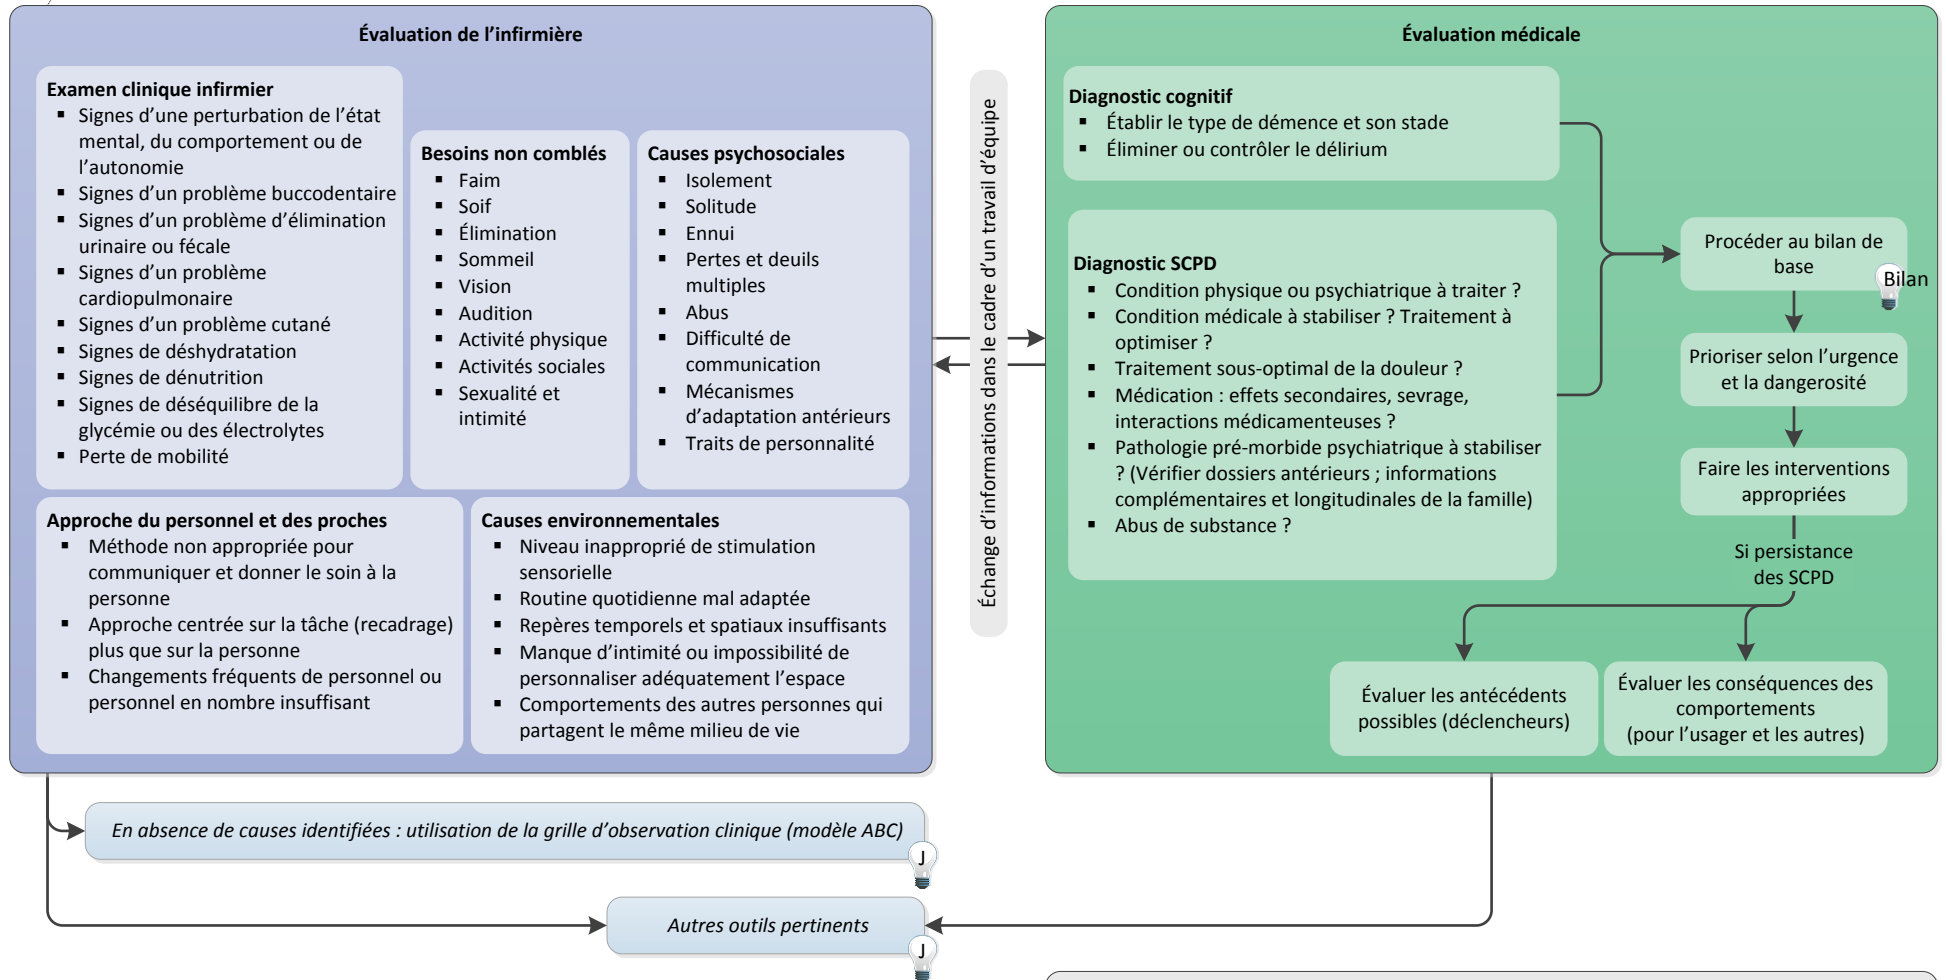 Évaluation de l’infirmière
Examen clinique infirmier
▪ Signes d’une perturbation de l’état
mental, du comportement ou de
l’autonomie
▪ Signes d’un problème buccodentaire
▪ Signes d’un problème d’élimination
urinaire ou fécale
▪ Signes d’un problème
cardiopulmonaire
▪ Signes d’un problème cutané
▪ Signes de déshydratation
▪ Signes de dénutrition
▪ Signes de déséquilibre de la
glycémie ou des électrolytes
▪ Perte de mobilité
Besoins non comblés
▪ Faim
▪ Soif
▪ Élimination
▪ Sommeil
▪ Vision
▪ Audition
▪ Activité physique
▪ Activités sociales
▪ Sexualité et
intimité
Causes psychosociales
▪ Isolement
▪ Solitude
▪ Ennui
▪ Pertes et deuils
multiples
▪ Abus
▪ Difficulté de
communication
▪ Mécanismes
d’adaptation antérieurs
▪ Traits de personnalité
Approche du personnel et des proches
▪ Méthode non appropriée pour
communiquer et donner le soin à la
personne
▪ Approche centrée sur la tâche (recadrage)
plus que sur la personne
▪ Changements fréquents de personnel ou
personnel en nombre insuffisant
Causes environnementales
▪ Niveau inapproprié de stimulation
sensorielle
▪ Routine quotidienne mal adaptée
▪ Repères temporels et spatiaux insuffisants
▪ Manque d’intimité ou impossibilité de
personnaliser adéquatement l’espace
▪ Comportements des autres personnes qui
partagent le même milieu de vie
Échange d’informations dans le cadre d’un travail d’équipe
Évaluation médicale
Diagnostic cognitif
▪ Établir le type de démence et son stade
▪ Éliminer ou contrôler le délirium
Diagnostic SCPD
▪ Condition physique ou psychiatrique à traiter ?
▪ Condition médicale à stabiliser ? Traitement à
optimiser ?
▪ Traitement sous-optimal de la douleur ?
▪ Médication : effets secondaires, sevrage,
interactions médicamenteuses ?
▪ Pathologie pré-morbide psychiatrique à stabiliser
? (Vérifier dossiers antérieurs ; informations
complémentaires et longitudinales de la famille)
▪ Abus de substance ?
Procéder au bilan de
base
Bilan
Prioriser selon l’urgence
et la dangerosité
Faire les interventions
appropriées
Si persistance
des SCPD
Évaluer les antécédents
possibles (déclencheurs)
Évaluer les conséquences des
comportements
(pour l’usager et les autres)
En absence de causes identifiées : utilisation de la grille d’observation clinique (modèle ABC)
J
Autres outils pertinents
J